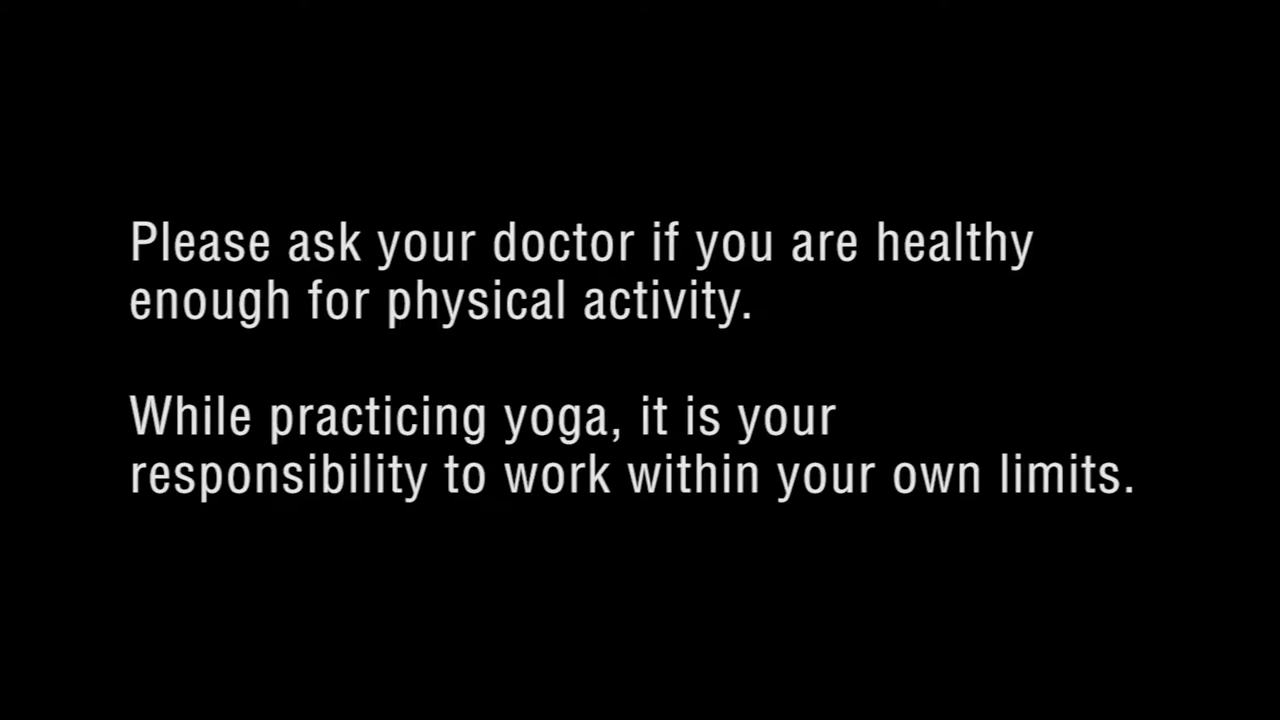 Please ask your doctor if you are healthy
enough for physical activity.
While practicing yoga, it is your
responsibility to work within your own limits.